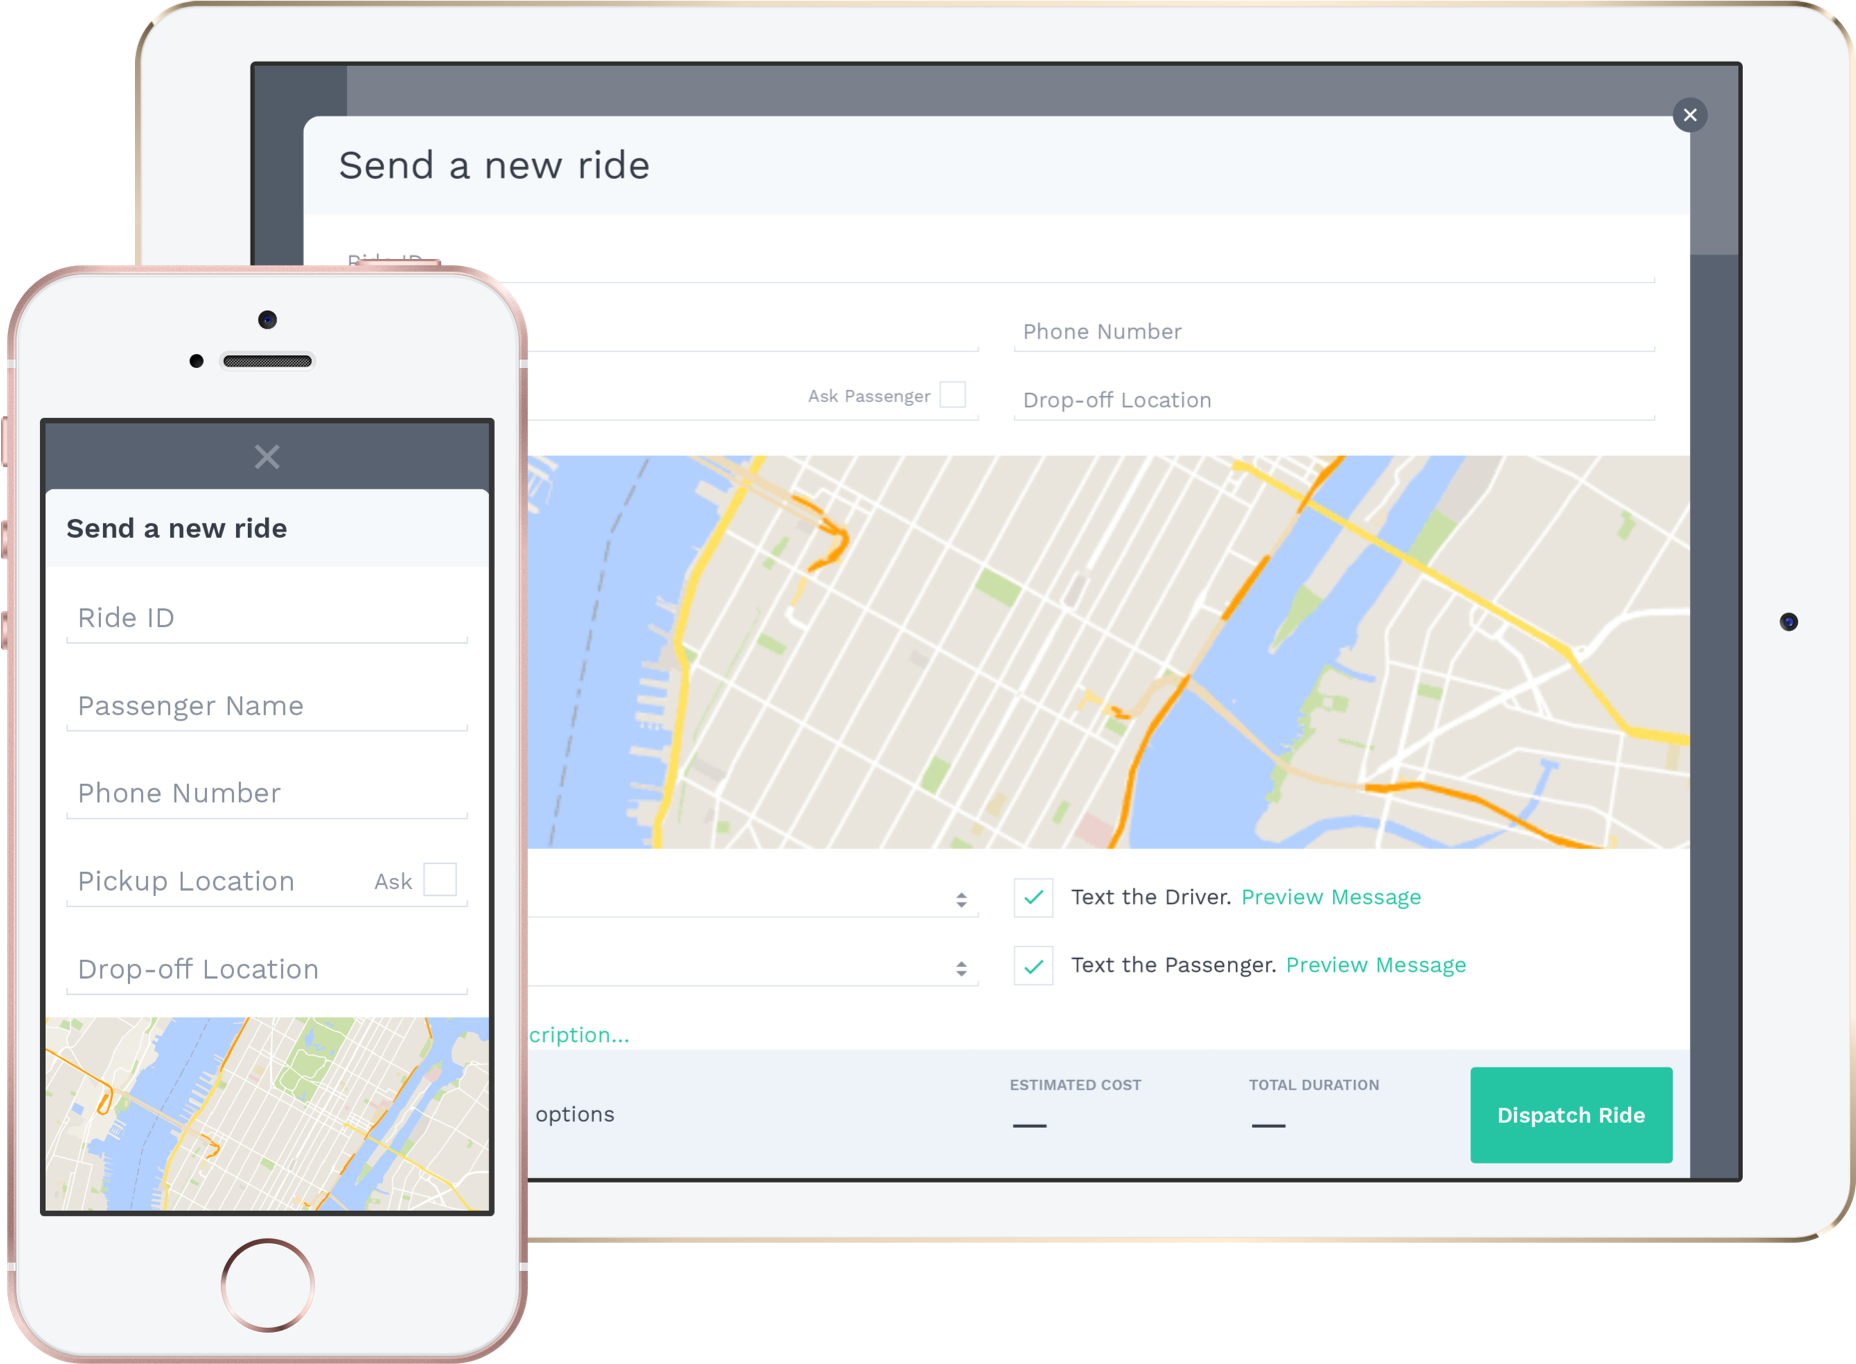 Send a new ride
Ride ID
Phone Number
Ask Passenger
Drop-off Location
Text the Driver. Preview Message
Text the Passenger. Preview Message
cription...
options
ESTIMATED COST
TOTAL DURATION
—
—
Dispatch Ride
Send a new ride
Ride ID
Passenger Name
Phone Number
Pickup Location Ask
Drop-off Location